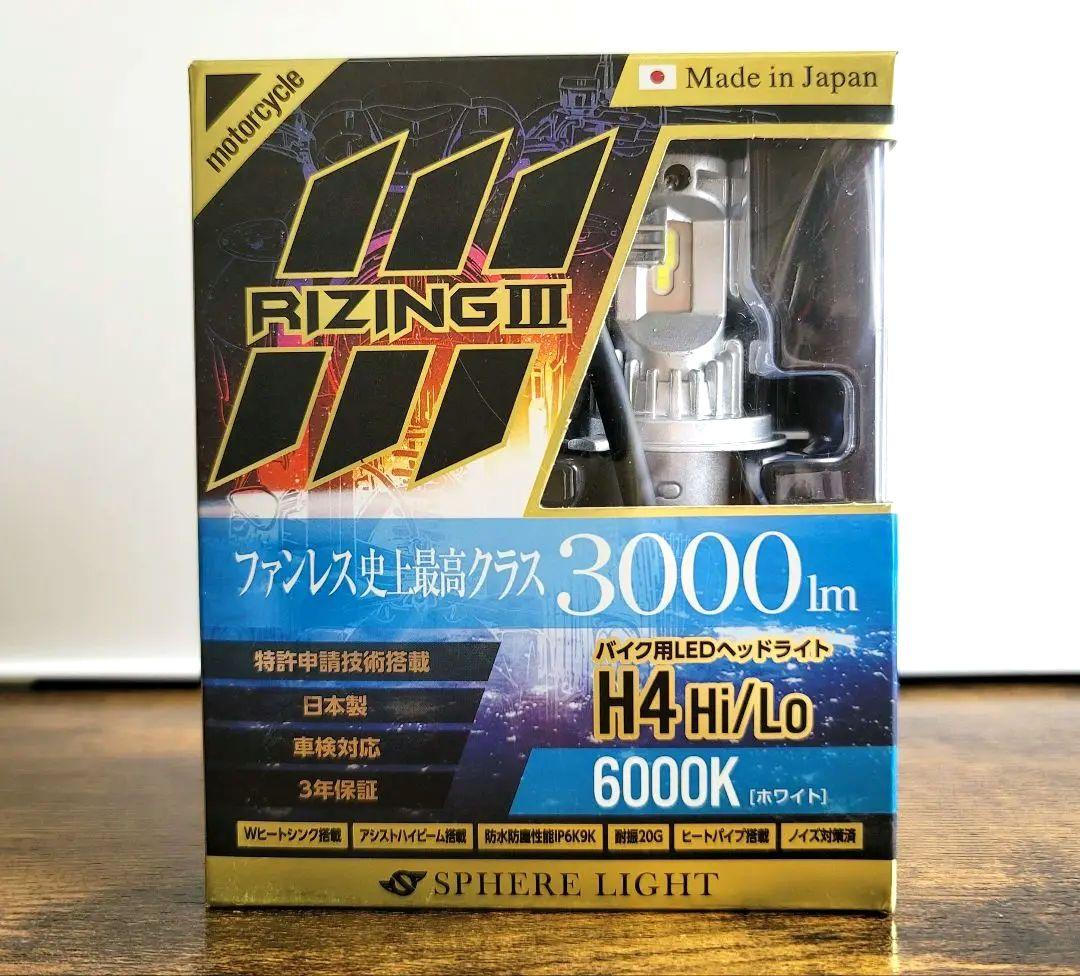 motorcycle
Made in Japan
RIZING III
ファンレス史上最高クラス 3000lm
特許申請技術搭載
日本製
車検対応
3年保証
バイク用LEDヘッドライト
H4 Hi/Lo
6000K [ホワイト]
Wヒートシンク搭載 アシストハイビーム搭載 防水防塵性能IP6K9K 耐振20G ヒートパイプ搭載 ノイズ対策済
SPHERE LIGHT